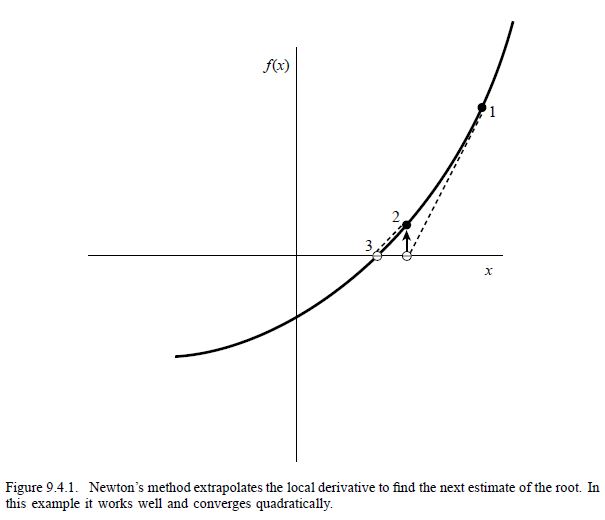 f(x)
1
2
3
x
Figure 9.4.1. Newton’s method extrapolates the local derivative to find the next estimate of the root. In
this example it works well and converges quadratically.